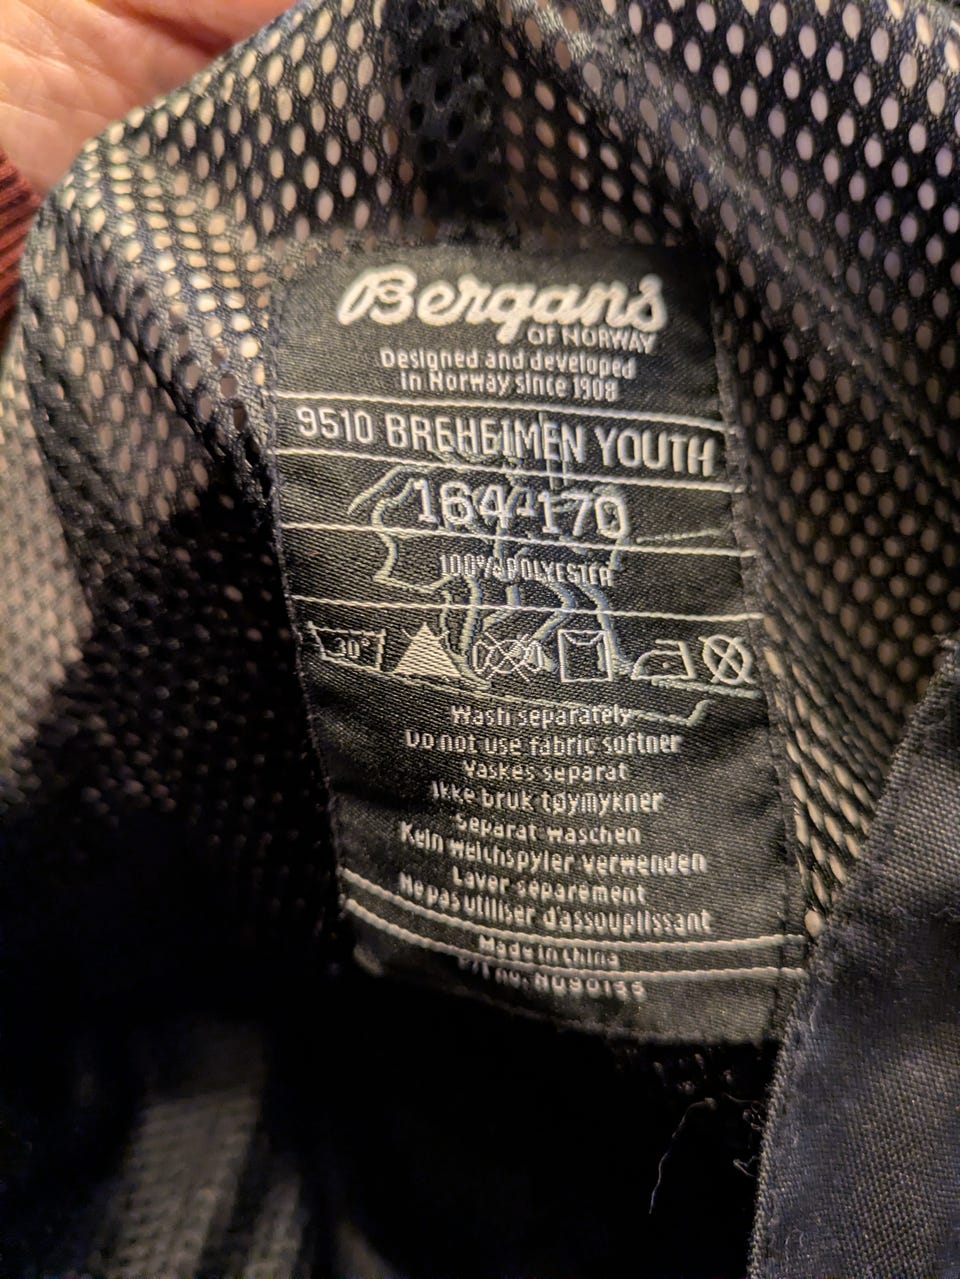 Bergans
OF NORWAY
Designed and developed
in Norway since 1908
9510 BREHEIMEN YOUTH
164-170
100% POLYESTER
30°
Wash separately
Do not use fabric softner
Vaskes separat
Ikke bruk tøymykner
Separat waschen
Kein weichspyler verwenden
Laver separement
Ne pas utiliser d'assouplissant
Made in China